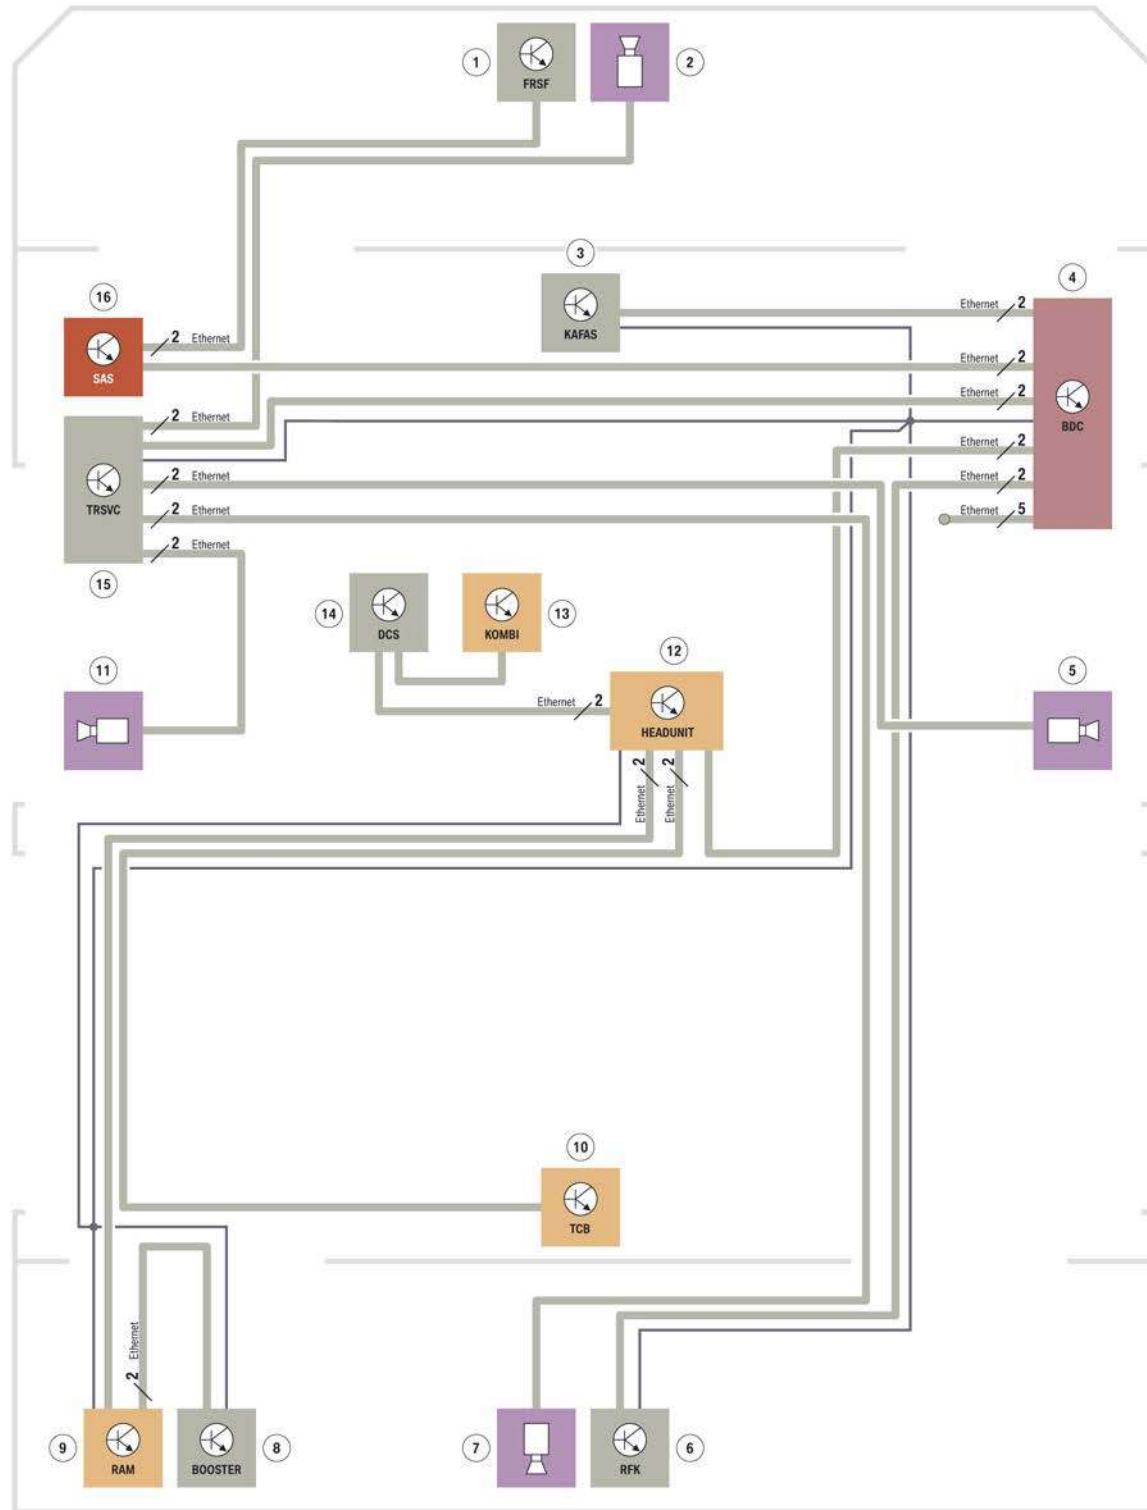 1
FRSF
2
3
KAFAS
4
Ethernet 2
16
2 Ethernet
SAS
Ethernet 2
Ethernet 2
BDC
2 Ethernet
Ethernet 2
2 Ethernet
Ethernet 2
TRSVC
2 Ethernet
Ethernet 5
2 Ethernet
15
14
DCS
KOMBI
13
12
11
5
Ethernet 2
HEADUNIT
2 Ethernet
2 Ethernet
10
TCB
2 Ethernet
9
RAM
BOOSTER
8
7
RFK
6